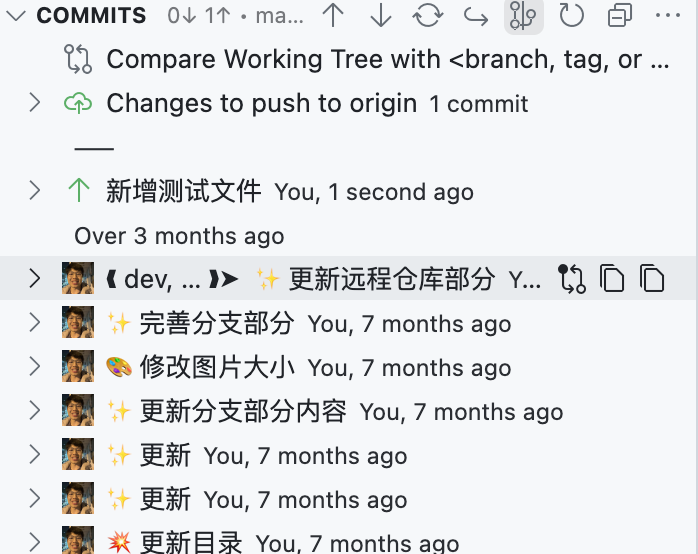 COMMITS 0↓ 1↑ • ma...
Compare Working Tree with <branch, tag, or ...
Changes to push to origin 1 commit
新增测试文件 You, 1 second ago
Over 3 months ago
⦗ dev, ... ⦘➤ ✨ 更新远程仓库部分 Y...
✨ 完善分支部分 You, 7 months ago
🎨 修改图片大小 You, 7 months ago
✨ 更新分支部分内容 You, 7 months ago
✨ 更新 You, 7 months ago
✨ 更新 You, 7 months ago
💥 更新目录 You, 7 months ago